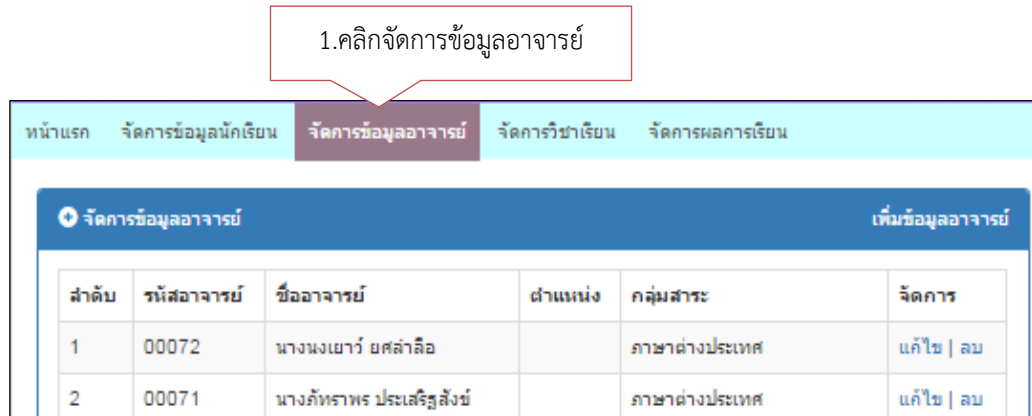 1.คลิกจัดการข้อมูลอาจารย์
หน้าแรก จัดการข้อมูลนักเรียน จัดการข้อมูลอาจารย์ จัดการวิชาเรียน จัดการผลการเรียน
จัดการข้อมูลอาจารย์ เพิ่มข้อมูลอาจารย์
ลำดับ รหัสอาจารย์ ชื่ออาจารย์ ตำแหน่ง กลุ่มสาระ จัดการ
1 00072 นางนงเยาว์ ยศลำลือ ภาษาต่างประเทศ แก้ไข | ลบ
2 00071 นางภัทราพร ประเสริฐสังข์ ภาษาต่างประเทศ แก้ไข | ลบ